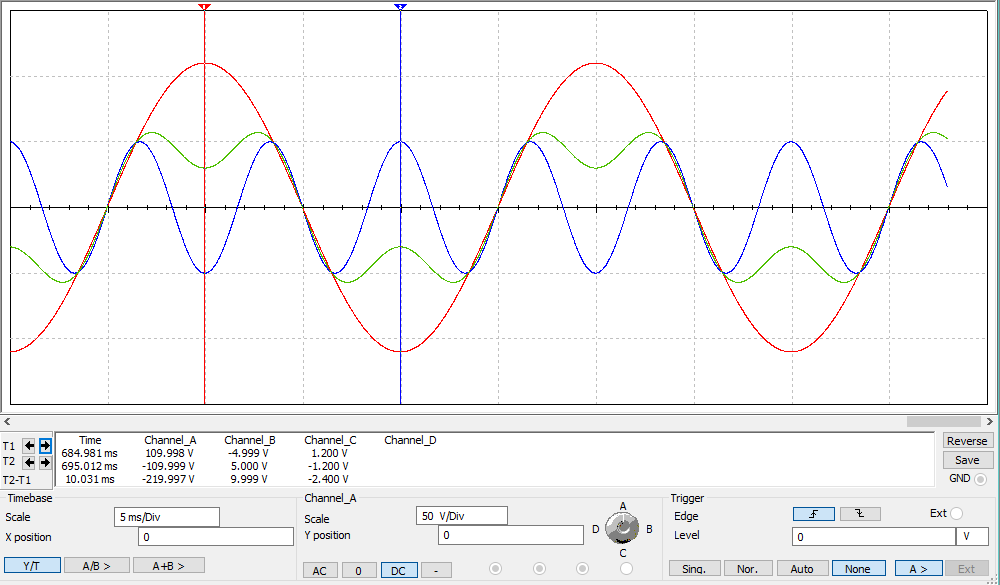 1 2
Time Channel_A Channel_B Channel_C Channel_D
T1 684.981 ms 109.998 V -4.999 V 1.200 V
T2 695.012 ms -109.999 V 5.000 V -1.200 V
T2-T1 10.031 ms -219.997 V 9.999 V -2.400 V
Reverse
Save
GND
Timebase
Scale 5 ms/Div
X position 0
Y/T A/B > A+B >
Channel_A
Scale 50 V/Div
Y position 0
AC 0 DC -
A
D B
C
Trigger
Edge Ext
Level 0 V
Sing. Nor. Auto None A > Ext